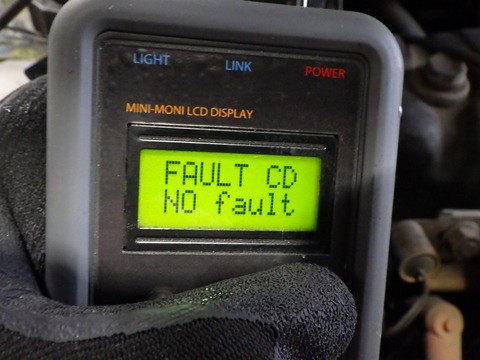 LIGHT LINK POWER
MINI-MONI LCD DISPLAY
FAULT CD
NO fault